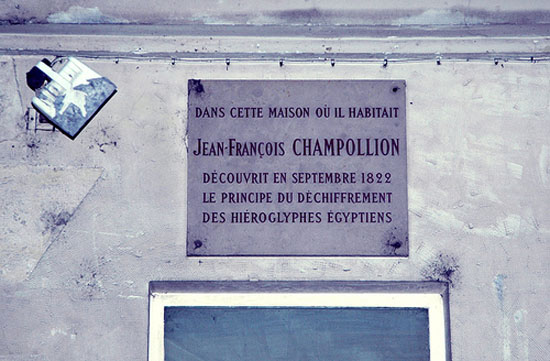 DANS CETTE MAISON OÙ IL HABITAIT
JEAN-FRANÇOIS CHAMPOLLION
DÉCOUVRIT EN SEPTEMBRE 1822
LE PRINCIPE DU DÉCHIFFREMENT
DES HIÉROGLYPHES ÉGYPTIENS